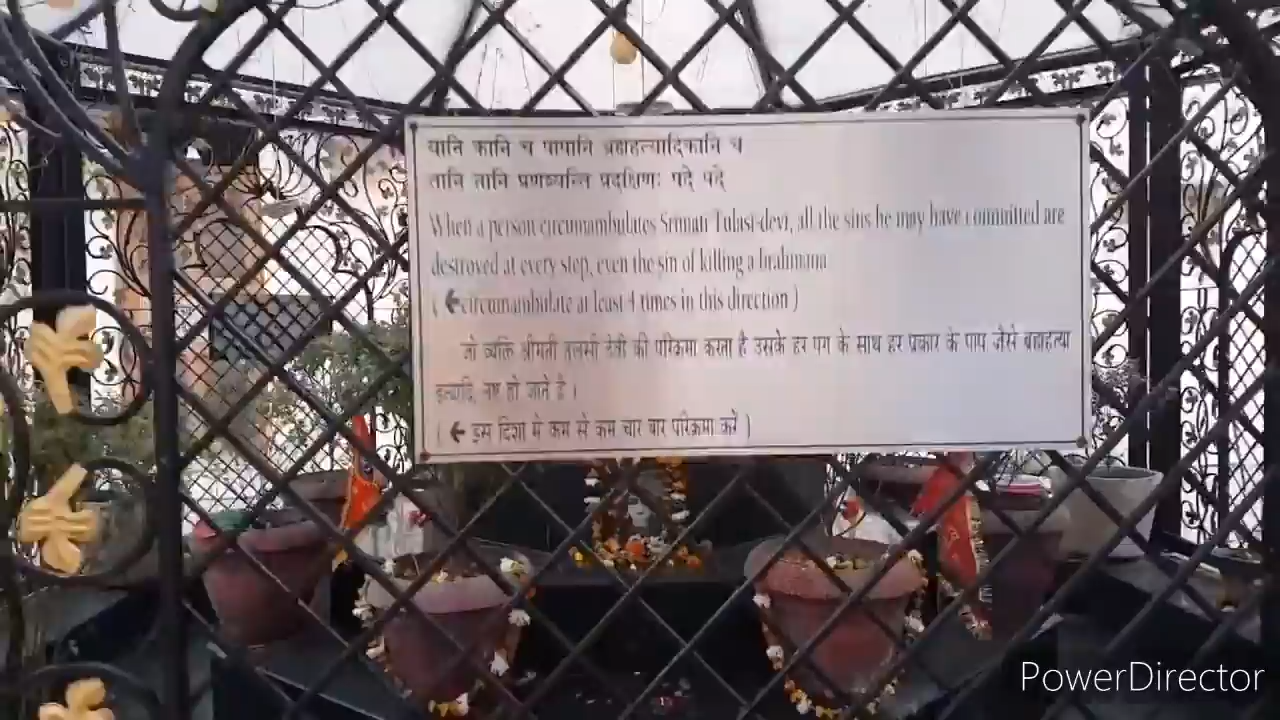 यानि कानि च पापानि ब्रह्महत्यादिकानि च
तानि तानि प्रणश्यन्ति प्रदक्षिणः पदे पदे
When a person circumambulates Srimati Tulasi-devi, all the sins he may have committed are
destroyed at every step, even the sin of killing a brahmana
( ←circumambulate at least 4 times in this direction )
जो व्यक्ति श्रीमती तुलसी देवी की परिक्रमा करता है उसके हर पग के साथ हर प्रकार के पाप जैसे ब्रह्महत्या
इत्यादि, नष्ट हो जाते है ।
( ← इस दिशा मे कम से कम चार बार परिक्रमा करें )
PowerDirector